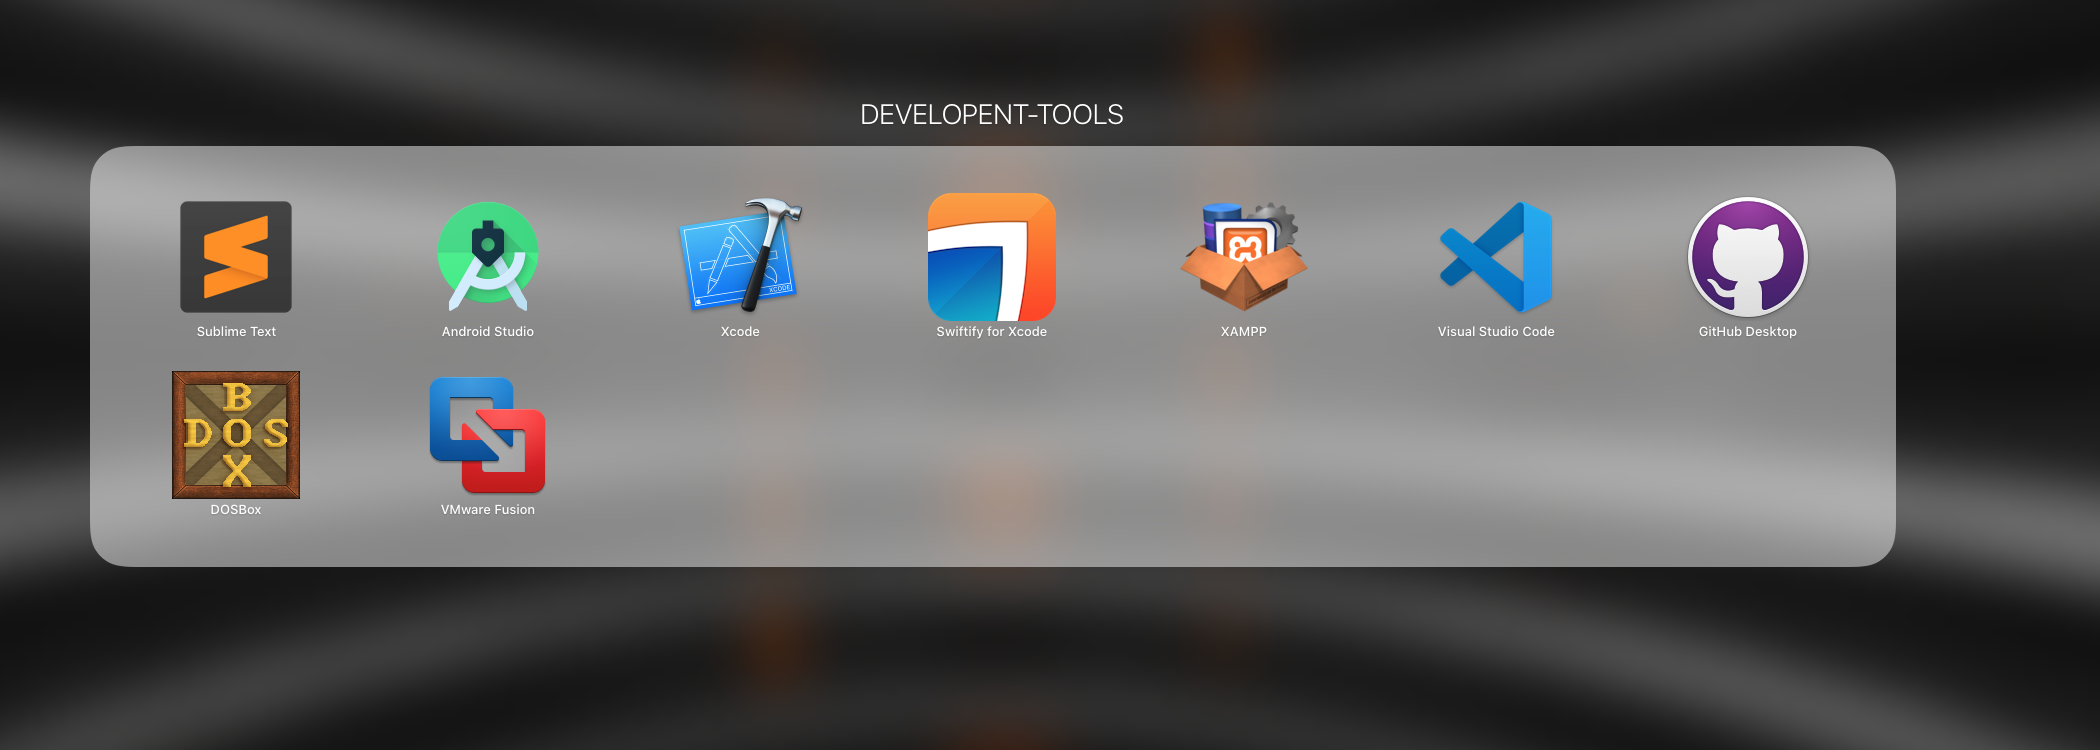 DEVELOPENT-TOOLS
XCODE
Sublime Text
Android Studio
Xcode
Swiftify for Xcode
XAMPP
Visual Studio Code
GitHub Desktop
B
DOS
X
DOSBox
VMware Fusion